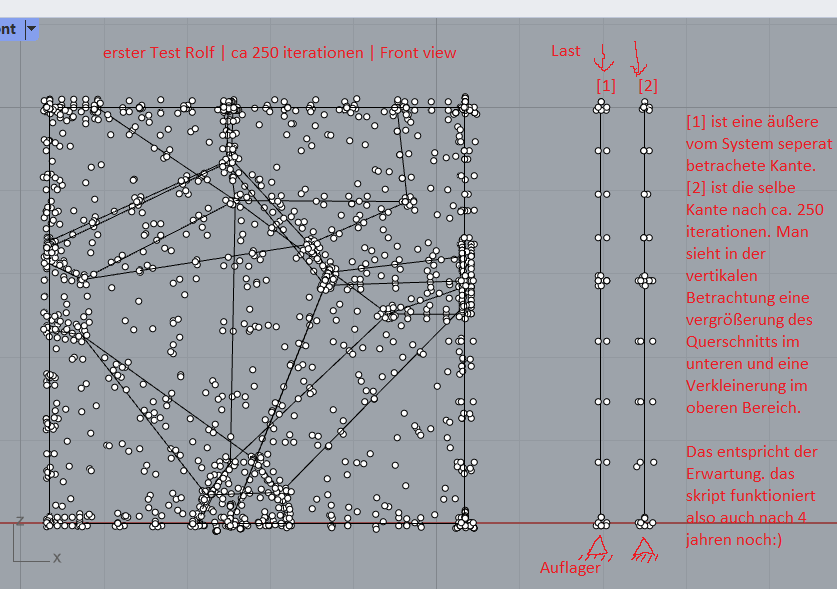 nt
erster Test Rolf | ca 250 iterationen | Front view
Last
[1] [2]
[1] ist eine äußere
vom System seperat
betrachete Kante.
[2] ist die selbe
Kante nach ca. 250
iterationen. Man
sieht in der
vertikalen
Betrachtung eine
vergrößerung des
Querschnitts im
unteren und eine
Verkleinerung im
oberen Bereich.
Das entspricht der
Erwartung. das
skript funktioniert
also auch nach 4
jahren noch:)
Auflager
z
x